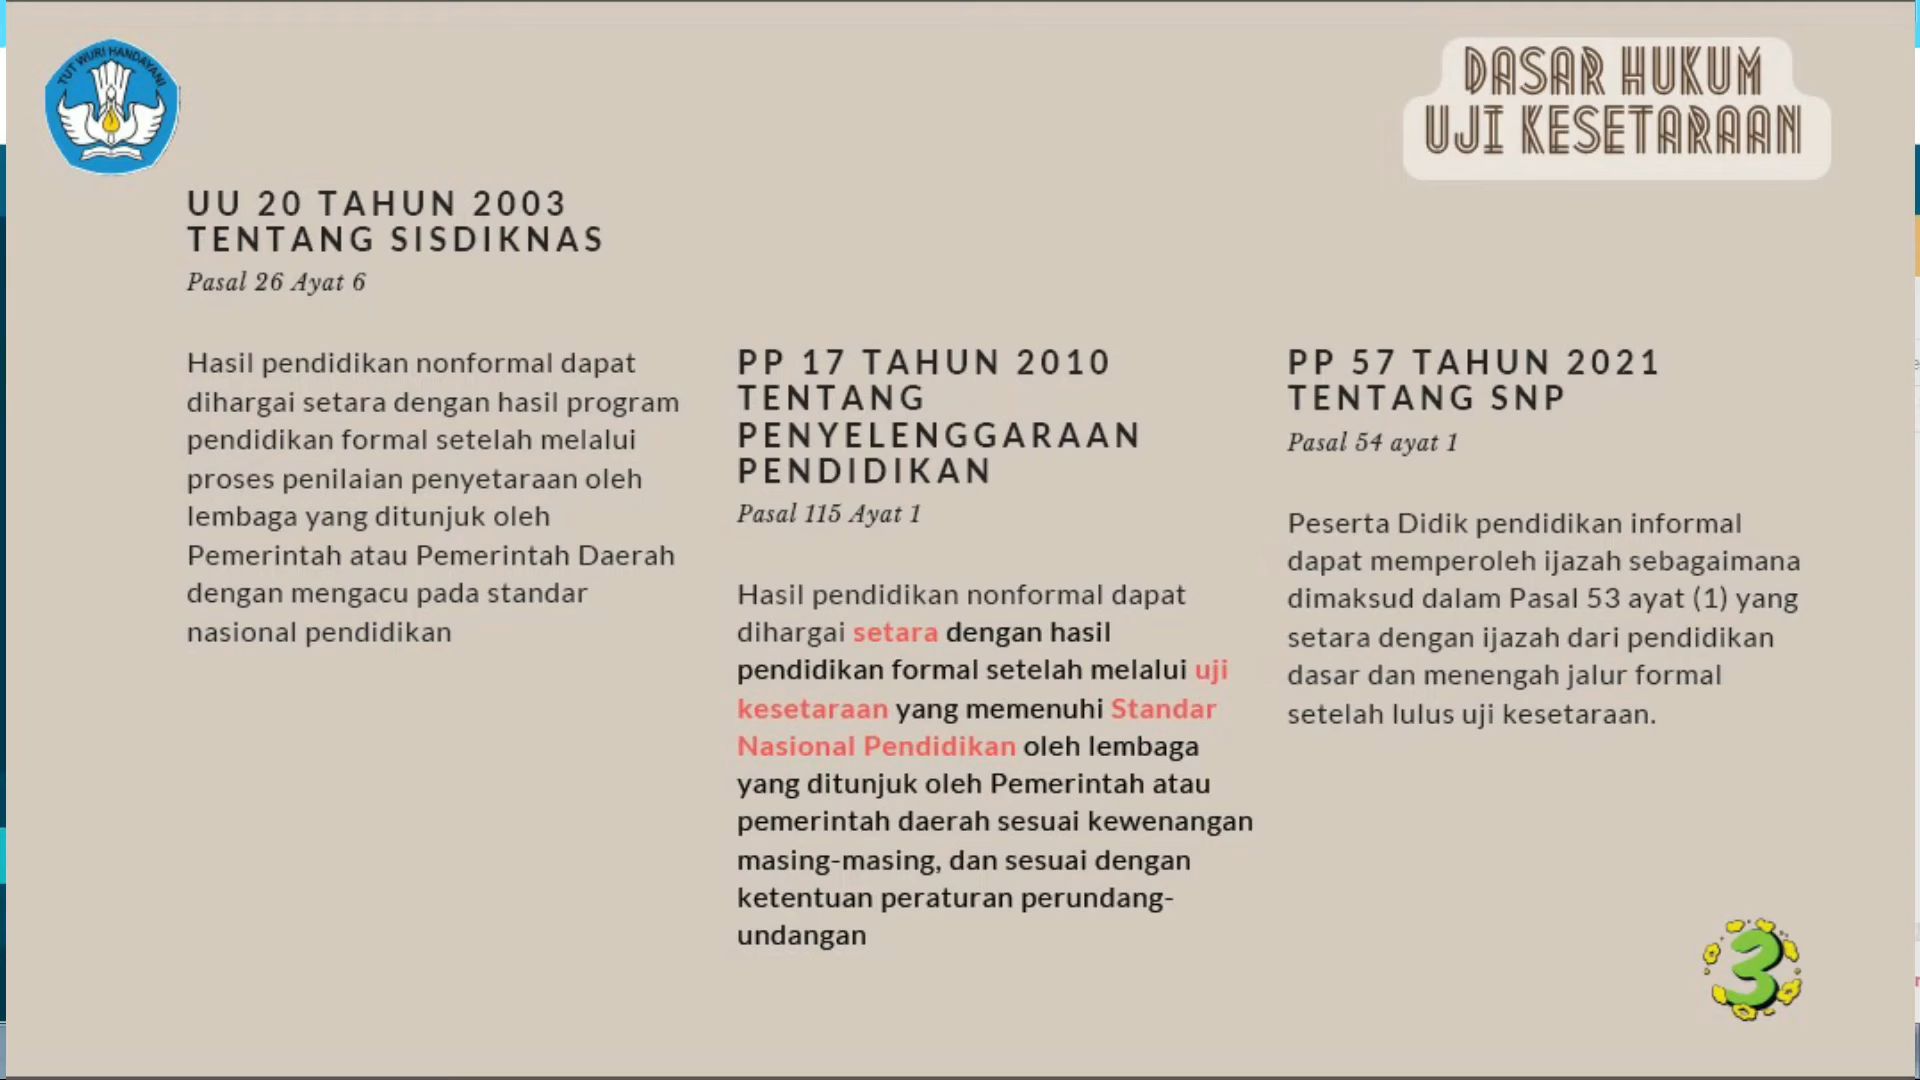 TUT WURI HANDAYANI
DASAR HUKUM
UJI KESETARAAN
UU 20 TAHUN 2003
TENTANG SISDIKNAS
Pasal 26 Ayat 6
Hasil pendidikan nonformal dapat
dihargai setara dengan hasil program
pendidikan formal setelah melalui
proses penilaian penyetaraan oleh
lembaga yang ditunjuk oleh
Pemerintah atau Pemerintah Daerah
dengan mengacu pada standar
nasional pendidikan
PP 17 TAHUN 2010
TENTANG
PENYELENGGARAAN
PENDIDIKAN
Pasal 115 Ayat 1
Hasil pendidikan nonformal dapat
dihargai setara dengan hasil
pendidikan formal setelah melalui uji
kesetaraan yang memenuhi Standar
Nasional Pendidikan oleh lembaga
yang ditunjuk oleh Pemerintah atau
pemerintah daerah sesuai kewenangan
masing-masing, dan sesuai dengan
ketentuan peraturan perundang-
undangan
PP 57 TAHUN 2021
TENTANG SNP
Pasal 54 ayat 1
Peserta Didik pendidikan informal
dapat memperoleh ijazah sebagaimana
dimaksud dalam Pasal 53 ayat (1) yang
setara dengan ijazah dari pendidikan
dasar dan menengah jalur formal
setelah lulus uji kesetaraan.
3